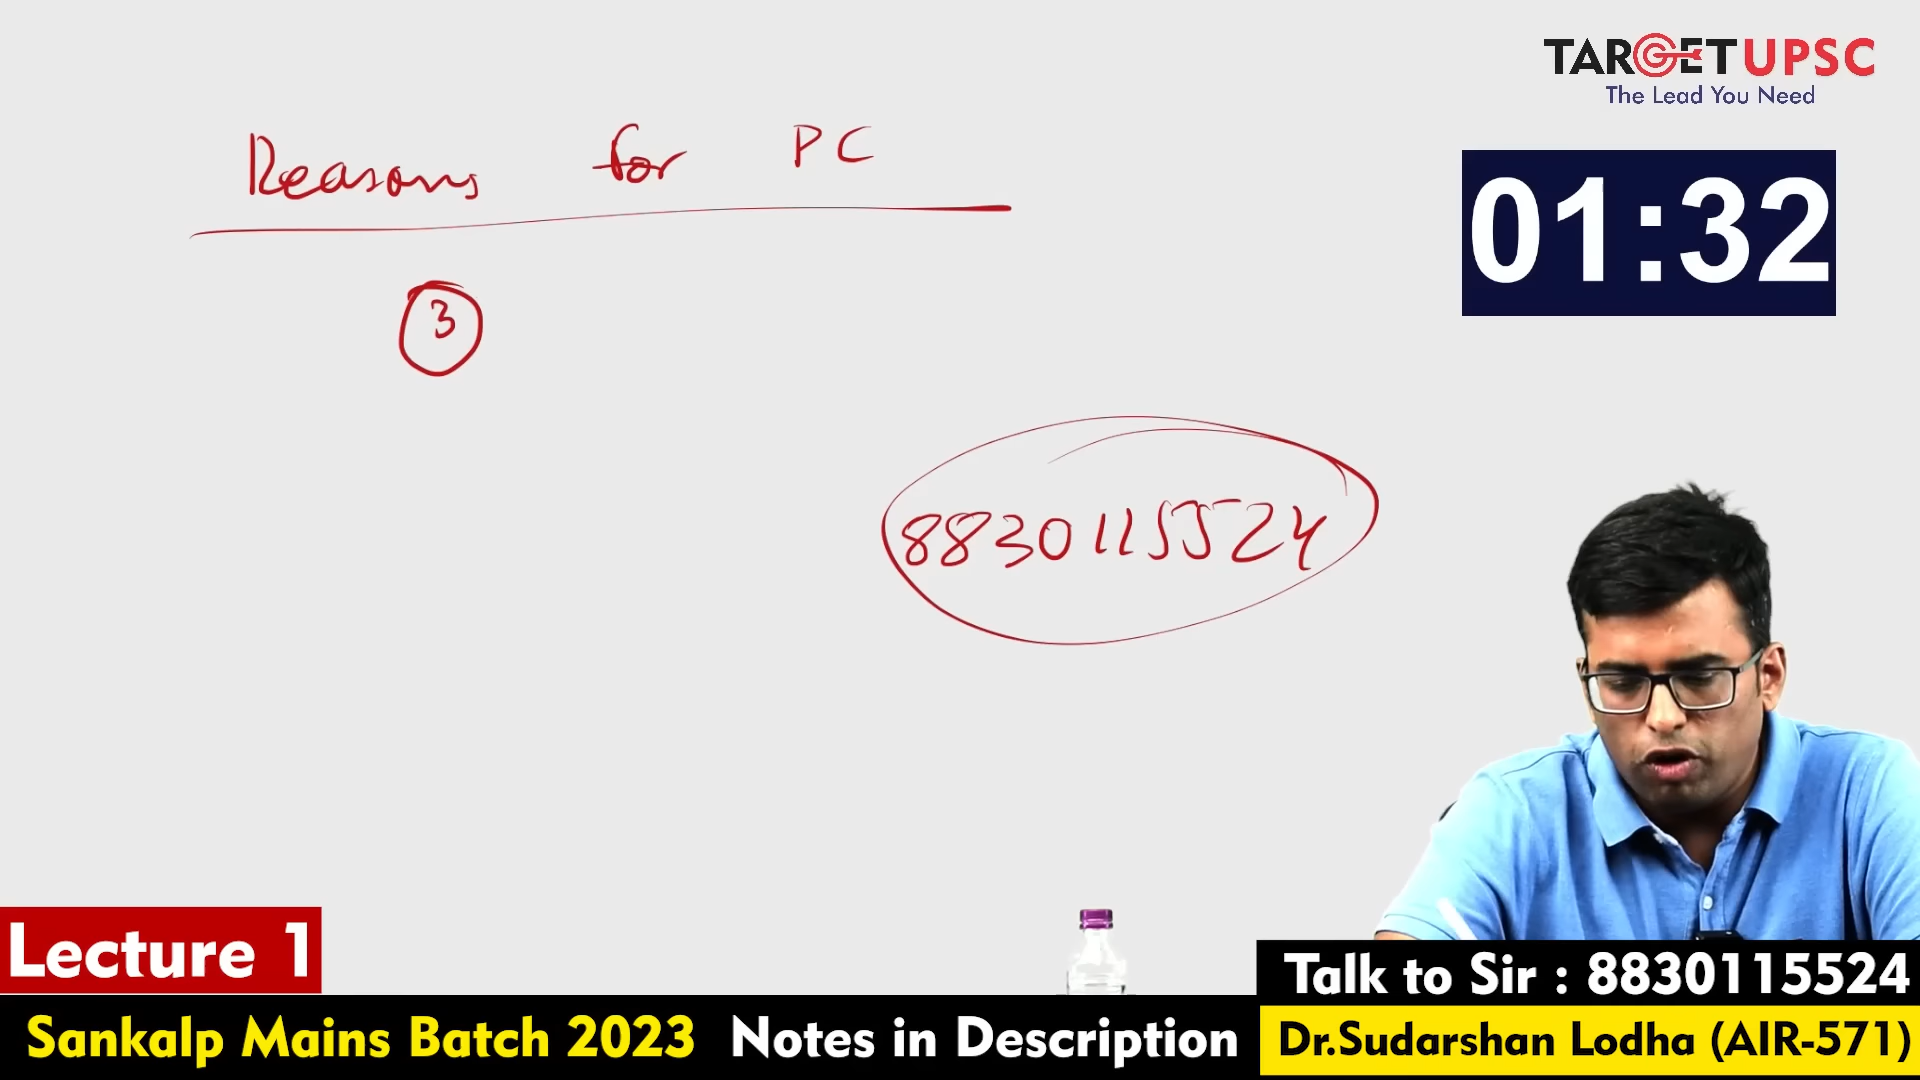 TARGET UPSC
The Lead You Need
Reasons for PC
01:32
3
8830115524
Lecture 1
Talk to Sir : 8830115524
Sankalp Mains Batch 2023 Notes in Description
Dr.Sudarshan Lodha (AIR-571)